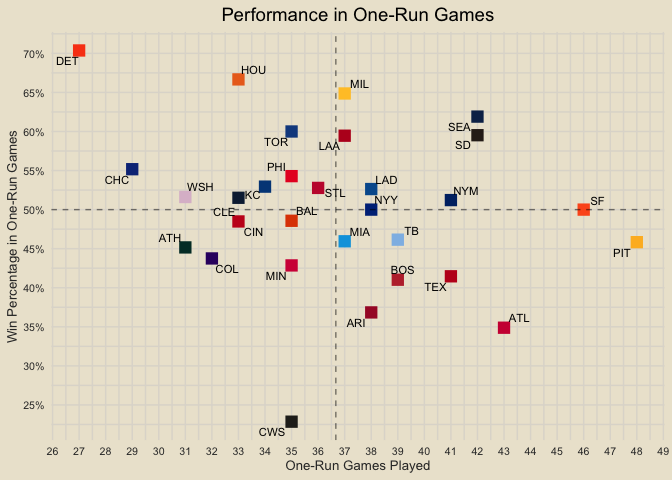 Performance in One-Run Games
Win Percentage in One-Run Games
70%
65%
60%
55%
50%
45%
40%
35%
30%
25%
DET
HOU
MIL
SEA
TOR
LAA
SD
CHC
PHI
WSH
KC
STL
LAD
NYM
NYY
SF
CLE
BAL
CIN
ATH
MIA
TB
PIT
COL
MIN
BOS
TEX
ARI
ATL
CWS
26 27 28 29 30 31 32 33 34 35 36 37 38 39 40 41 42 43 44 45 46 47 48 49
One-Run Games Played